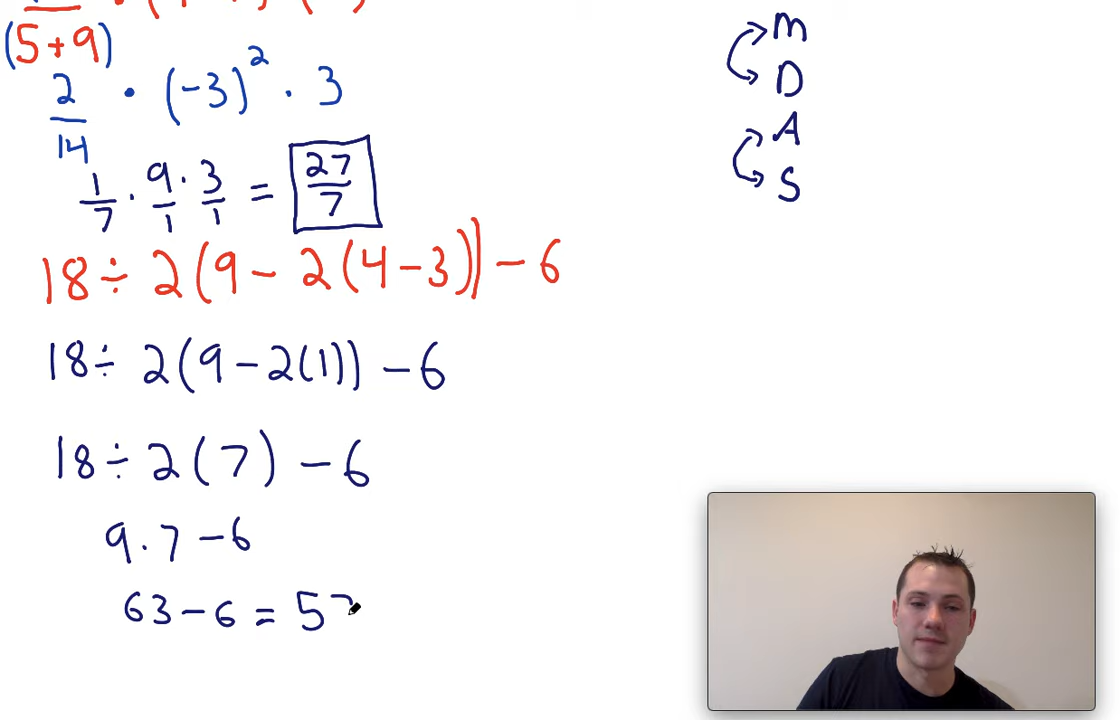 (5+9)
2/14 · (-3)² · 3
1/7 · 9/1 · 3/1 = 27/7
18 ÷ 2(9 - 2(4-3)) - 6
18 ÷ 2(9 - 2(1)) - 6
18 ÷ 2(7) - 6
9 · 7 - 6
63 - 6 = 57
M
D
A
S